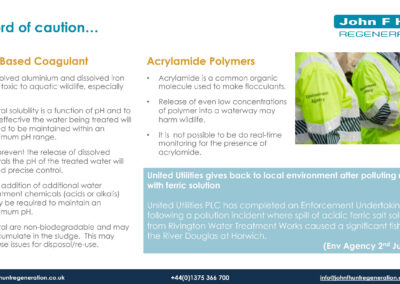 ord of caution…
John F H
REGENERAT
Based Coagulant
olved aluminium and dissolved iron
toxic to aquatic wildlife, especially
al solubility is a function of pH and to
effective the water being treated will
d to be maintained within an
mum pH range.
prevent the release of dissolved
als the pH of the treated water will
d precise control.
addition of additional water
tment chemicals (acids or alkalis)
y be required to maintain an
mum pH.
ral are non-biodegradable and may
umulate in the sludge. This may
se issues for disposal/re use.
Acrylamide Polymers
• Acrylamide is a common organic
molecule used to make flocculants.
• Release of even low concentrations
of polymer into a waterway may
harm wildlife.
• It is not possible to be do real-time
monitoring for the presence of
acrylamide.
United Utilities gives back to local environment after polluting r
with ferric solution
United Utilities PLC has completed an Enforcement Undertakin
following a pollution incident where spill of acidic ferric salt sol
from Rivington Water Treatment Works caused a significant fish
the River Douglas at Horwich.
(Env Agency 2nd Ju
huntregeneration.co.uk
+44(0)1375 366 700
info@johnfhuntregeneration.c